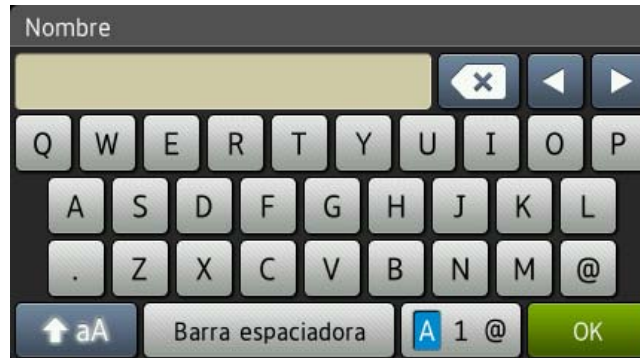 Nombre
Q W E R T Y U I O P
A S D F G H J K L
. Z X C V B N M @
aA Barra espaciadora A 1 @ OK